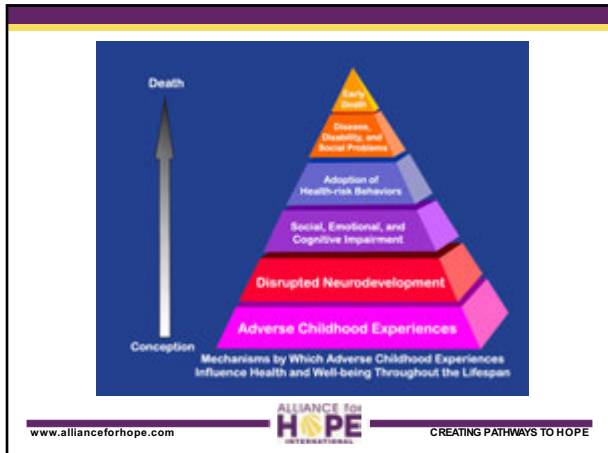 Death
Early
Death
Disease,
Disability, and
Social Problems
Adoption of
Health-risk Behaviors
Social, Emotional, and
Cognitive Impairment
Disrupted Neurodevelopment
Adverse Childhood Experiences
Conception
Mechanisms by Which Adverse Childhood Experiences
Influence Health and Well-being Throughout the Lifespan
www.allianceforhope.com
ALLIANCE for
HOPE
INTERNATIONAL
CREATING PATHWAYS TO HOPE